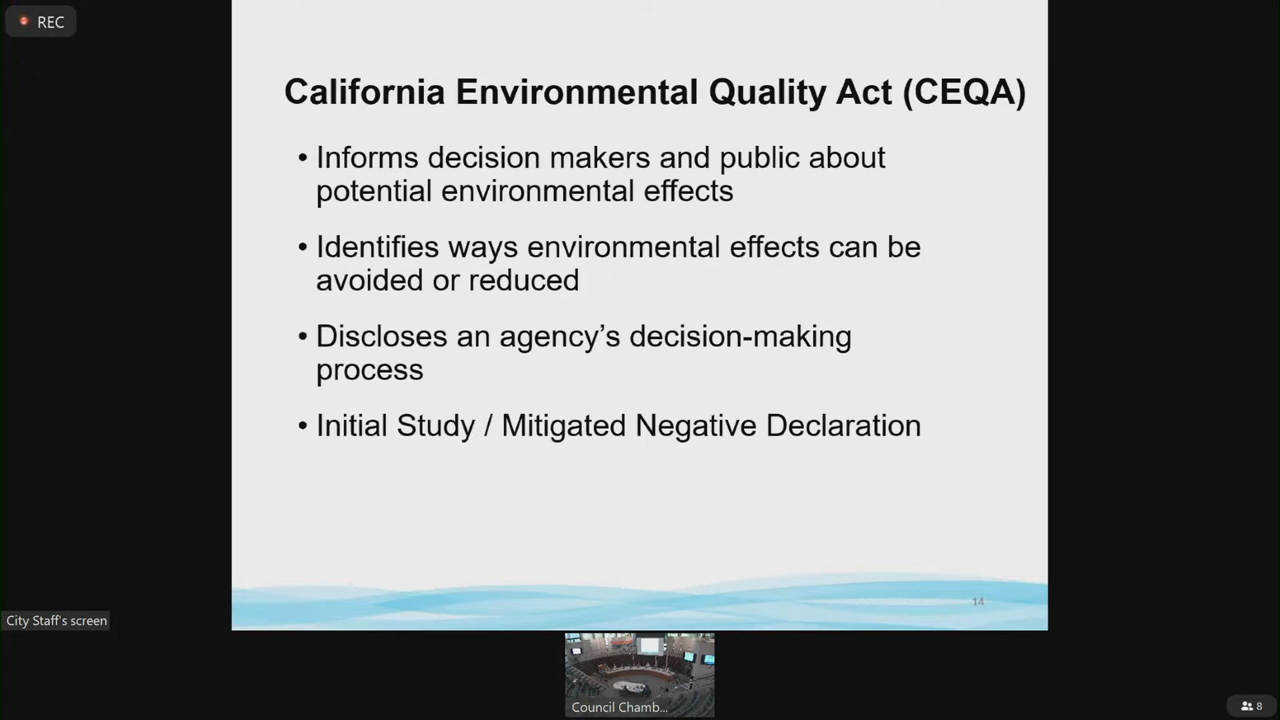 REC
California Environmental Quality Act (CEQA)
• Informs decision makers and public about
potential environmental effects
• Identifies ways environmental effects can be
avoided or reduced
• Discloses an agency’s decision-making
process
• Initial Study / Mitigated Negative Declaration
14
City Staff's screen
Council Chamb...
8